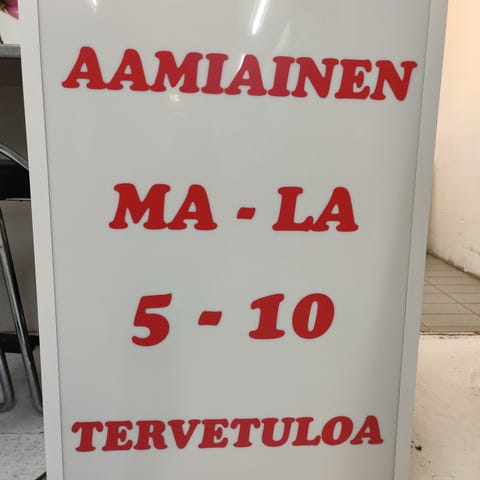 AAMIAINEN
MA - LA
5 - 10
TERVETULOA